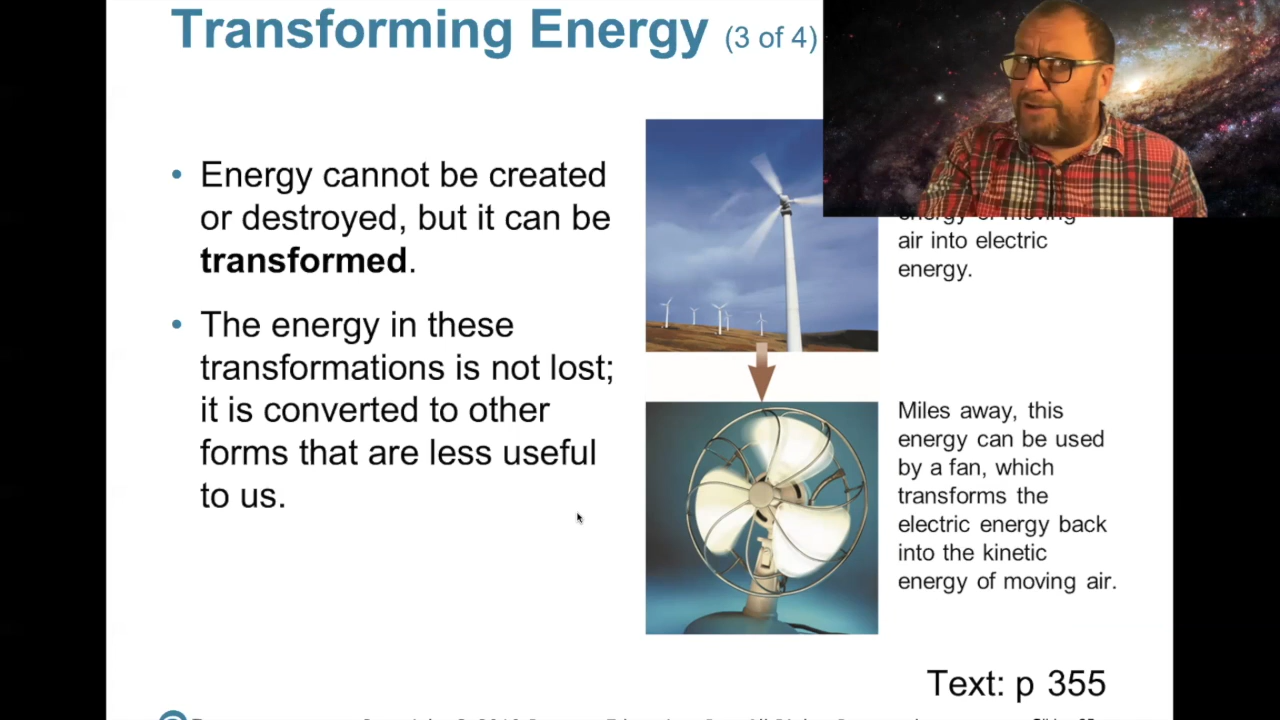 Transforming Energy (3 of 4)
• Energy cannot be created
or destroyed, but it can be
transformed.
• The energy in these
transformations is not lost;
it is converted to other
forms that are less useful
to us.
energy of moving
air into electric
energy.
Miles away, this
energy can be used
by a fan, which
transforms the
electric energy back
into the kinetic
energy of moving air.
Text: p 355